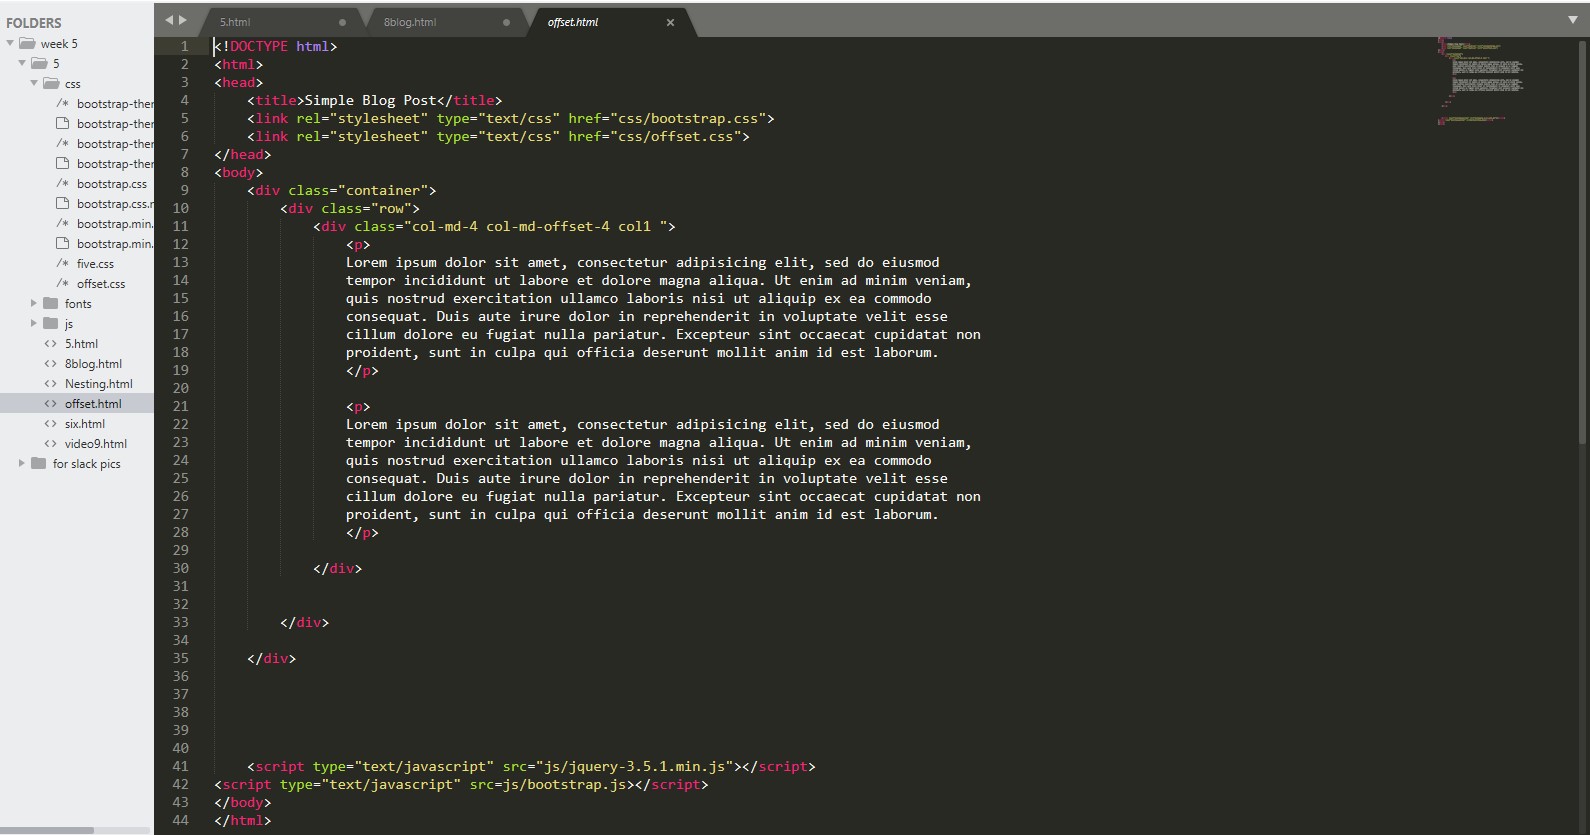 FOLDERS
week 5
5
css
/* bootstrap-ther
bootstrap-ther
/* bootstrap-ther
bootstrap-ther
/* bootstrap.css
bootstrap.css.r
/* bootstrap.min.
bootstrap.min.
/* five.css
/* offset.css
fonts
js
<> 5.html
<> 8blog.html
<> Nesting.html
<> offset.html
<> six.html
<> video9.html
for slack pics
5.html
8blog.html
offset.html
1 <!DOCTYPE html>
2 <html>
3 <head>
4 <title>Simple Blog Post</title>
5 <link rel="stylesheet" type="text/css" href="css/bootstrap.css">
6 <link rel="stylesheet" type="text/css" href="css/offset.css">
7 </head>
8 <body>
9 <div class="container">
10 <div class="row">
11 <div class="col-md-4 col-md-offset-4 col1 ">
12 <p>
13 Lorem ipsum dolor sit amet, consectetur adipisicing elit, sed do eiusmod
14 tempor incididunt ut labore et dolore magna aliqua. Ut enim ad minim veniam,
15 quis nostrud exercitation ullamco laboris nisi ut aliquip ex ea commodo
16 consequat. Duis aute irure dolor in reprehenderit in voluptate velit esse
17 cillum dolore eu fugiat nulla pariatur. Excepteur sint occaecat cupidatat non
18 proident, sunt in culpa qui officia deserunt mollit anim id est laborum.
19 </p>
20
21 <p>
22 Lorem ipsum dolor sit amet, consectetur adipisicing elit, sed do eiusmod
23 tempor incididunt ut labore et dolore magna aliqua. Ut enim ad minim veniam,
24 quis nostrud exercitation ullamco laboris nisi ut aliquip ex ea commodo
25 consequat. Duis aute irure dolor in reprehenderit in voluptate velit esse
26 cillum dolore eu fugiat nulla pariatur. Excepteur sint occaecat cupidatat non
27 proident, sunt in culpa qui officia deserunt mollit anim id est laborum.
28 </p>
29
30 </div>
31
32
33 </div>
34
35 </div>
36
37
38
39
40
41 <script type="text/javascript" src="js/jquery-3.5.1.min.js"></script>
42 <script type="text/javascript" src=js/bootstrap.js></script>
43 </body>
44 </html>